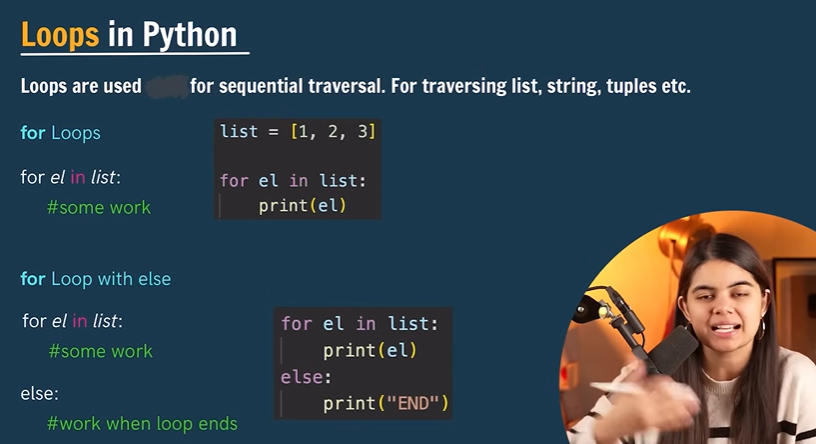 Loops in Python
Loops are used for sequential traversal. For traversing list, string, tuples etc.
for Loops
for el in list:
#some work
list = [1, 2, 3]
for el in list:
print(el)
for Loop with else
for el in list:
#some work
else:
#work when loop ends
for el in list:
print(el)
else:
print("END")